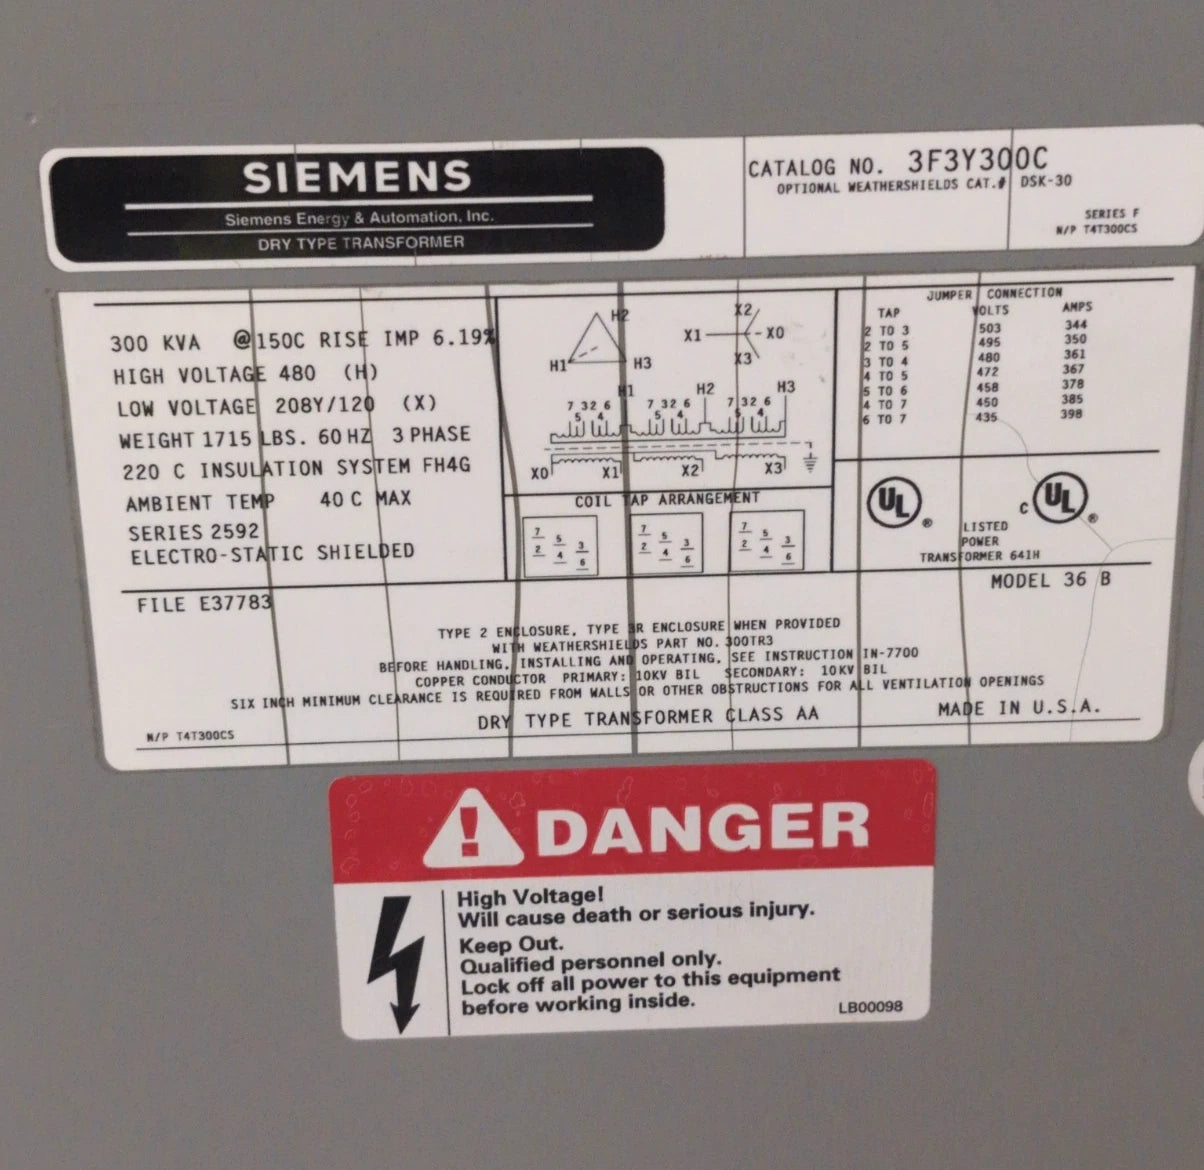 SIEMENS
Siemens Energy & Automation, Inc.
DRY TYPE TRANSFORMER
CATALOG NO. 3F3Y300C
OPTIONAL WEATHERSHIELDS CAT.# DSK-30
SERIES F
N/P T4T300CS
300 KVA @150C RISE IMP 6.19%
HIGH VOLTAGE 480 (H)
LOW VOLTAGE 208Y/120 (X)
WEIGHT 1715 LBS. 60 HZ 3 PHASE
220 C INSULATION SYSTEM FH4G
AMBIENT TEMP 40 C MAX
SERIES 2592
ELECTRO-STATIC SHIELDED
H2
H1 H3
X2
X1 X0
X3
H1 H2 H3
7 32 6 7 32 6 7 32 6
5 4 5 4 5 4
X0 X1 X2 X3
COIL TAP ARRANGEMENT
7 5 3 7 5 3 7 5 3
2 4 6 2 4 6 2 4 6
JUMPER CONNECTION
TAP VOLTS AMPS
2 TO 3 503 344
2 TO 5 495 350
3 TO 4 480 361
4 TO 5 472 367
5 TO 6 458 378
4 TO 7 450 385
6 TO 7 435 398
UL ® C UL ®
LISTED
POWER
TRANSFORMER 641H
FILE E37783
MODEL 36 B
TYPE 2 ENCLOSURE, TYPE 3R ENCLOSURE WHEN PROVIDED
WITH WEATHERSHIELDS PART NO. 300TR3
BEFORE HANDLING, INSTALLING AND OPERATING, SEE INSTRUCTION IN-7700
COPPER CONDUCTOR PRIMARY: 10KV BIL SECONDARY: 10KV BIL
SIX INCH MINIMUM CLEARANCE IS REQUIRED FROM WALLS OR OTHER OBSTRUCTIONS FOR ALL VENTILATION OPENINGS
DRY TYPE TRANSFORMER CLASS AA
MADE IN U.S.A.
N/P T4T300CS
DANGER
High Voltage!
Will cause death or serious injury.
Keep Out.
Qualified personnel only.
Lock off all power to this equipment
before working inside.
LB00098